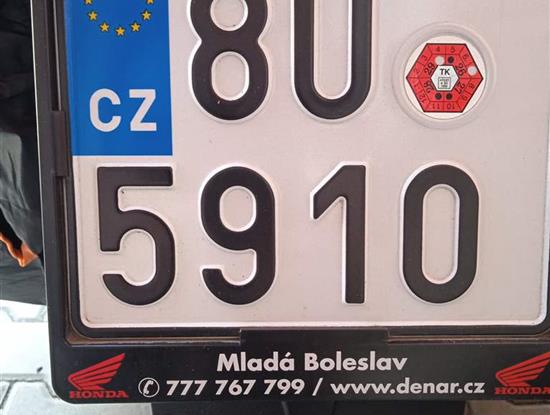 8U
CZ
TK
5910
Mladá Boleslav
HONDA ✆ 777 767 799 / www.denar.cz HONDA